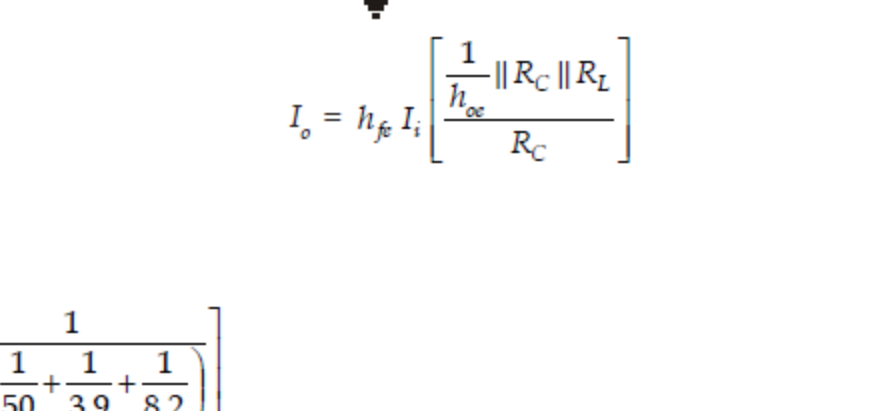 I_o = h_fe I_i [ (1/h_oe || R_C || R_L) / R_C ]
1
1/50 + 1/3.9 + 1/8.2 ) ]